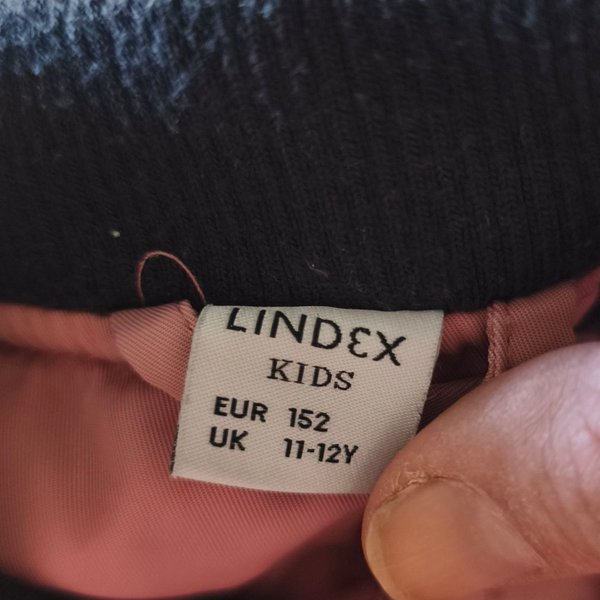 LINDEX
KIDS
EUR 152
UK 11-12Y